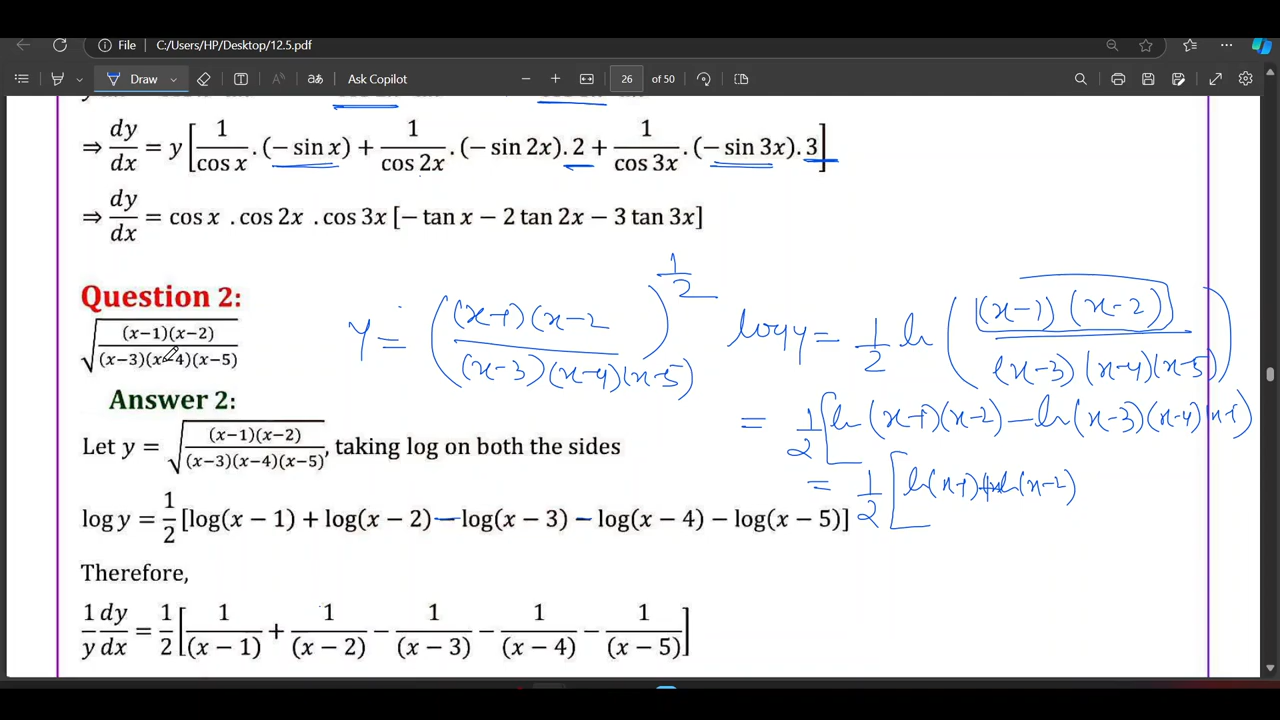 File C:/Users/HP/Desktop/12.5.pdf
Draw Ask Copilot 26 of 50
⇒ dy/dx = y[1/cos x . (− sin x) + 1/cos 2x . (− sin 2x). 2 + 1/cos 3x . (− sin 3x). 3]
⇒ dy/dx = cos x . cos 2x . cos 3x [− tan x − 2 tan 2x − 3 tan 3x]
Question 2:
√((x−1)(x−2)/(x−3)(x−4)(x−5))
y = ((x-1)(x-2/(x-3)(x-4)(x-5))^1/2
log y = 1/2 ln((x-1)(x-2)/(x-3)(x-4)(x-5))
= 1/2[ln(x-1)(x-2) - ln(x-3)(x-4)(x-5)
= 1/2[ln(x-1)+ln(x-2)
Answer 2:
Let y = √((x−1)(x−2)/(x−3)(x−4)(x−5)), taking log on both the sides
log y = 1/2[log(x − 1) + log(x − 2) − log(x − 3) − log(x − 4) − log(x − 5)]
Therefore,
1/y dy/dx = 1/2[1/(x − 1) + 1/(x − 2) − 1/(x − 3) − 1/(x − 4) − 1/(x − 5)]